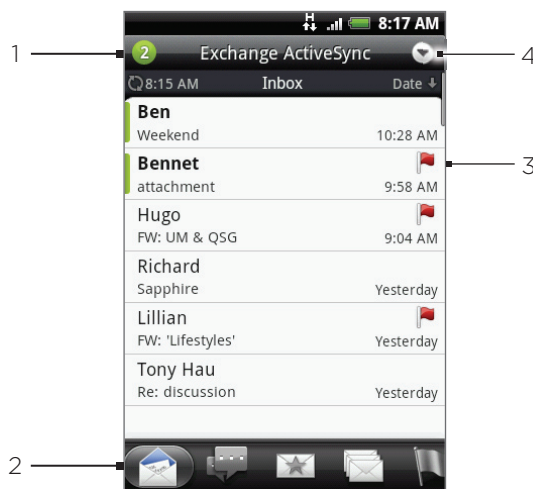 H 8:17 AM
1 2 Exchange ActiveSync 4
8:15 AM Inbox Date
Ben
Weekend 10:28 AM
Bennet 3
attachment 9:58 AM
Hugo
FW: UM & QSG 9:04 AM
Richard
Sapphire Yesterday
Lillian
FW: 'Lifestyles' Yesterday
Tony Hau
Re: discussion Yesterday
2